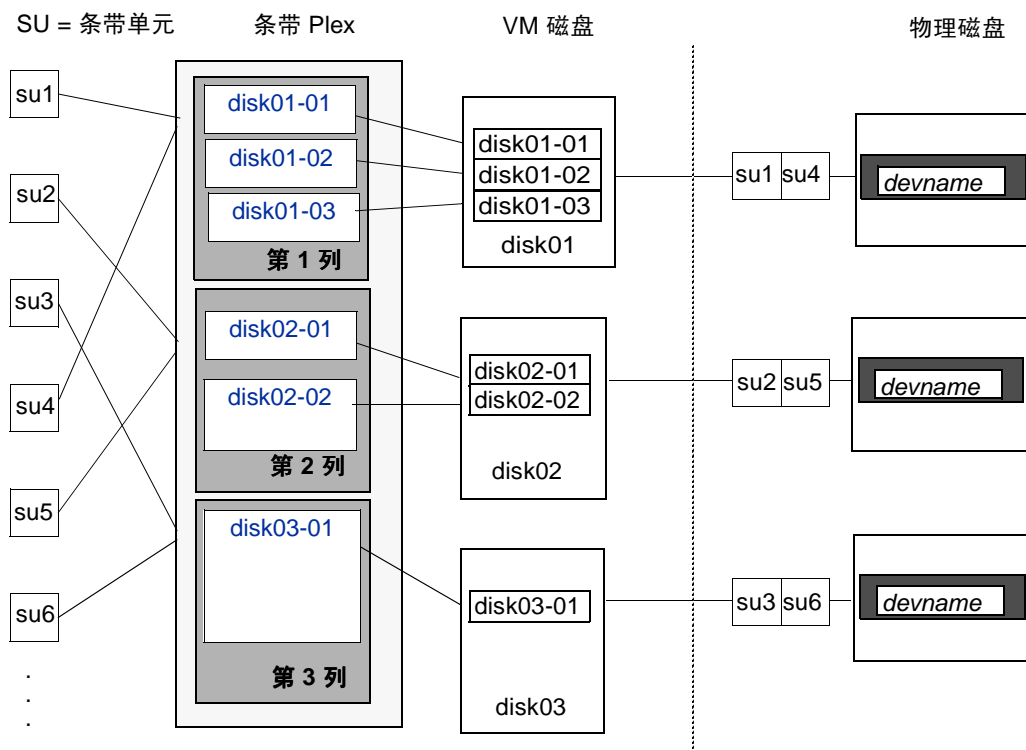 SU = 条带单元
条带 Plex
VM 磁盘
物理磁盘
su1
su2
su3
su4
su5
su6
.
.
.
disk01-01
disk01-02
disk01-03
第 1 列
disk02-01
disk02-02
第 2 列
disk03-01
第 3 列
disk01-01
disk01-02
disk01-03
disk01
disk02-01
disk02-02
disk02
disk03-01
disk03
su1 su4
devname
su2 su5
devname
su3 su6
devname